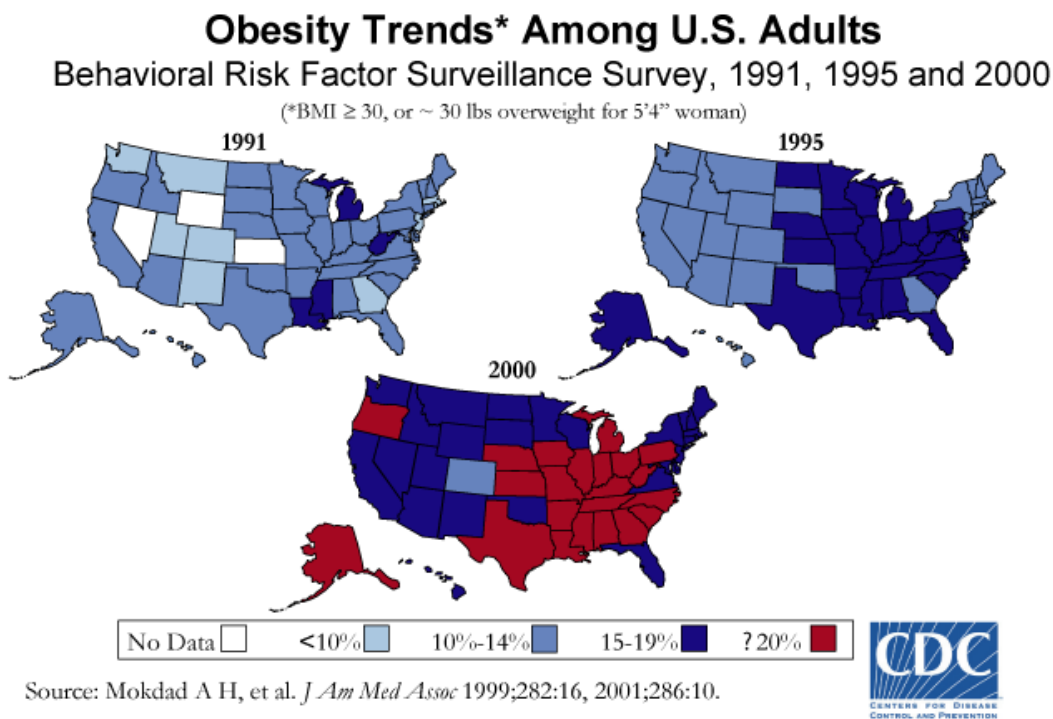 Obesity Trends* Among U.S. Adults
Behavioral Risk Factor Surveillance Survey, 1991, 1995 and 2000
(*BMI ≥ 30, or ~ 30 lbs overweight for 5'4” woman)
1991
1995
2000
No Data <10% 10%-14% 15-19% ? 20%
CDC
CENTERS FOR DISEASE
CONTROL AND PREVENTION
Source: Mokdad A H, et al. J Am Med Assoc 1999;282:16, 2001;286:10.